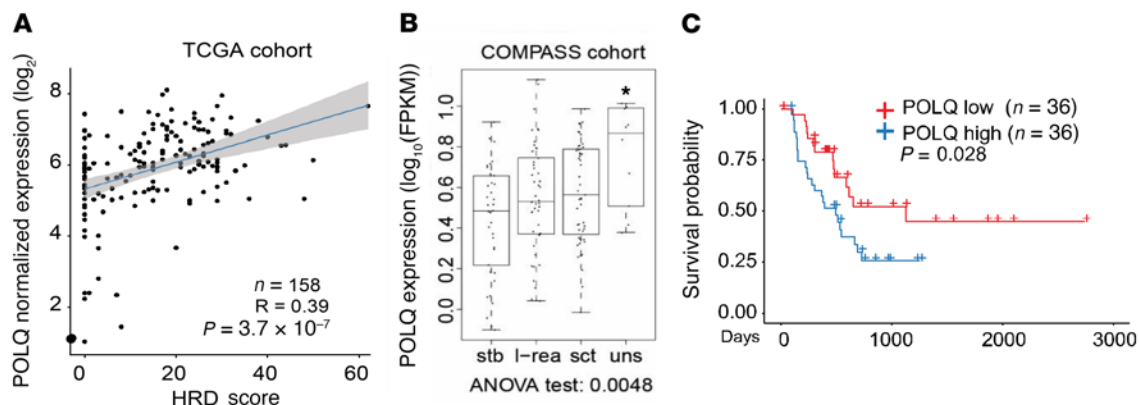 A
TCGA cohort
POLQ normalized expression (log2)
8
6
4
2
n = 158
R = 0.39
P = 3.7 × 10⁻⁷
0
20
40
60
HRD score
B
COMPASS cohort
POLQ expression (log10(FPKM))
1.0
0.8
0.6
0.4
0.2
0.0
*
stb
l-rea
sct
uns
ANOVA test: 0.0048
C
Survival probability
1.00
0.75
0.50
0.25
0.00
POLQ low (n = 36)
POLQ high (n = 36)
P = 0.028
Days
0
1000
2000
3000